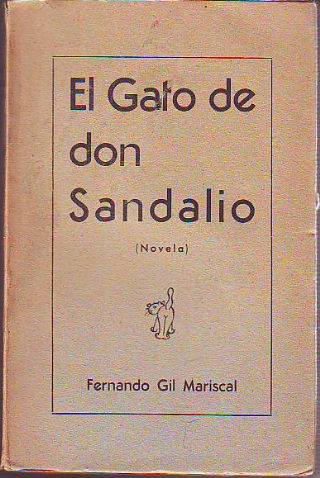 El Gato de
don
Sandalio
(Novela)
Fernando Gil Mariscal